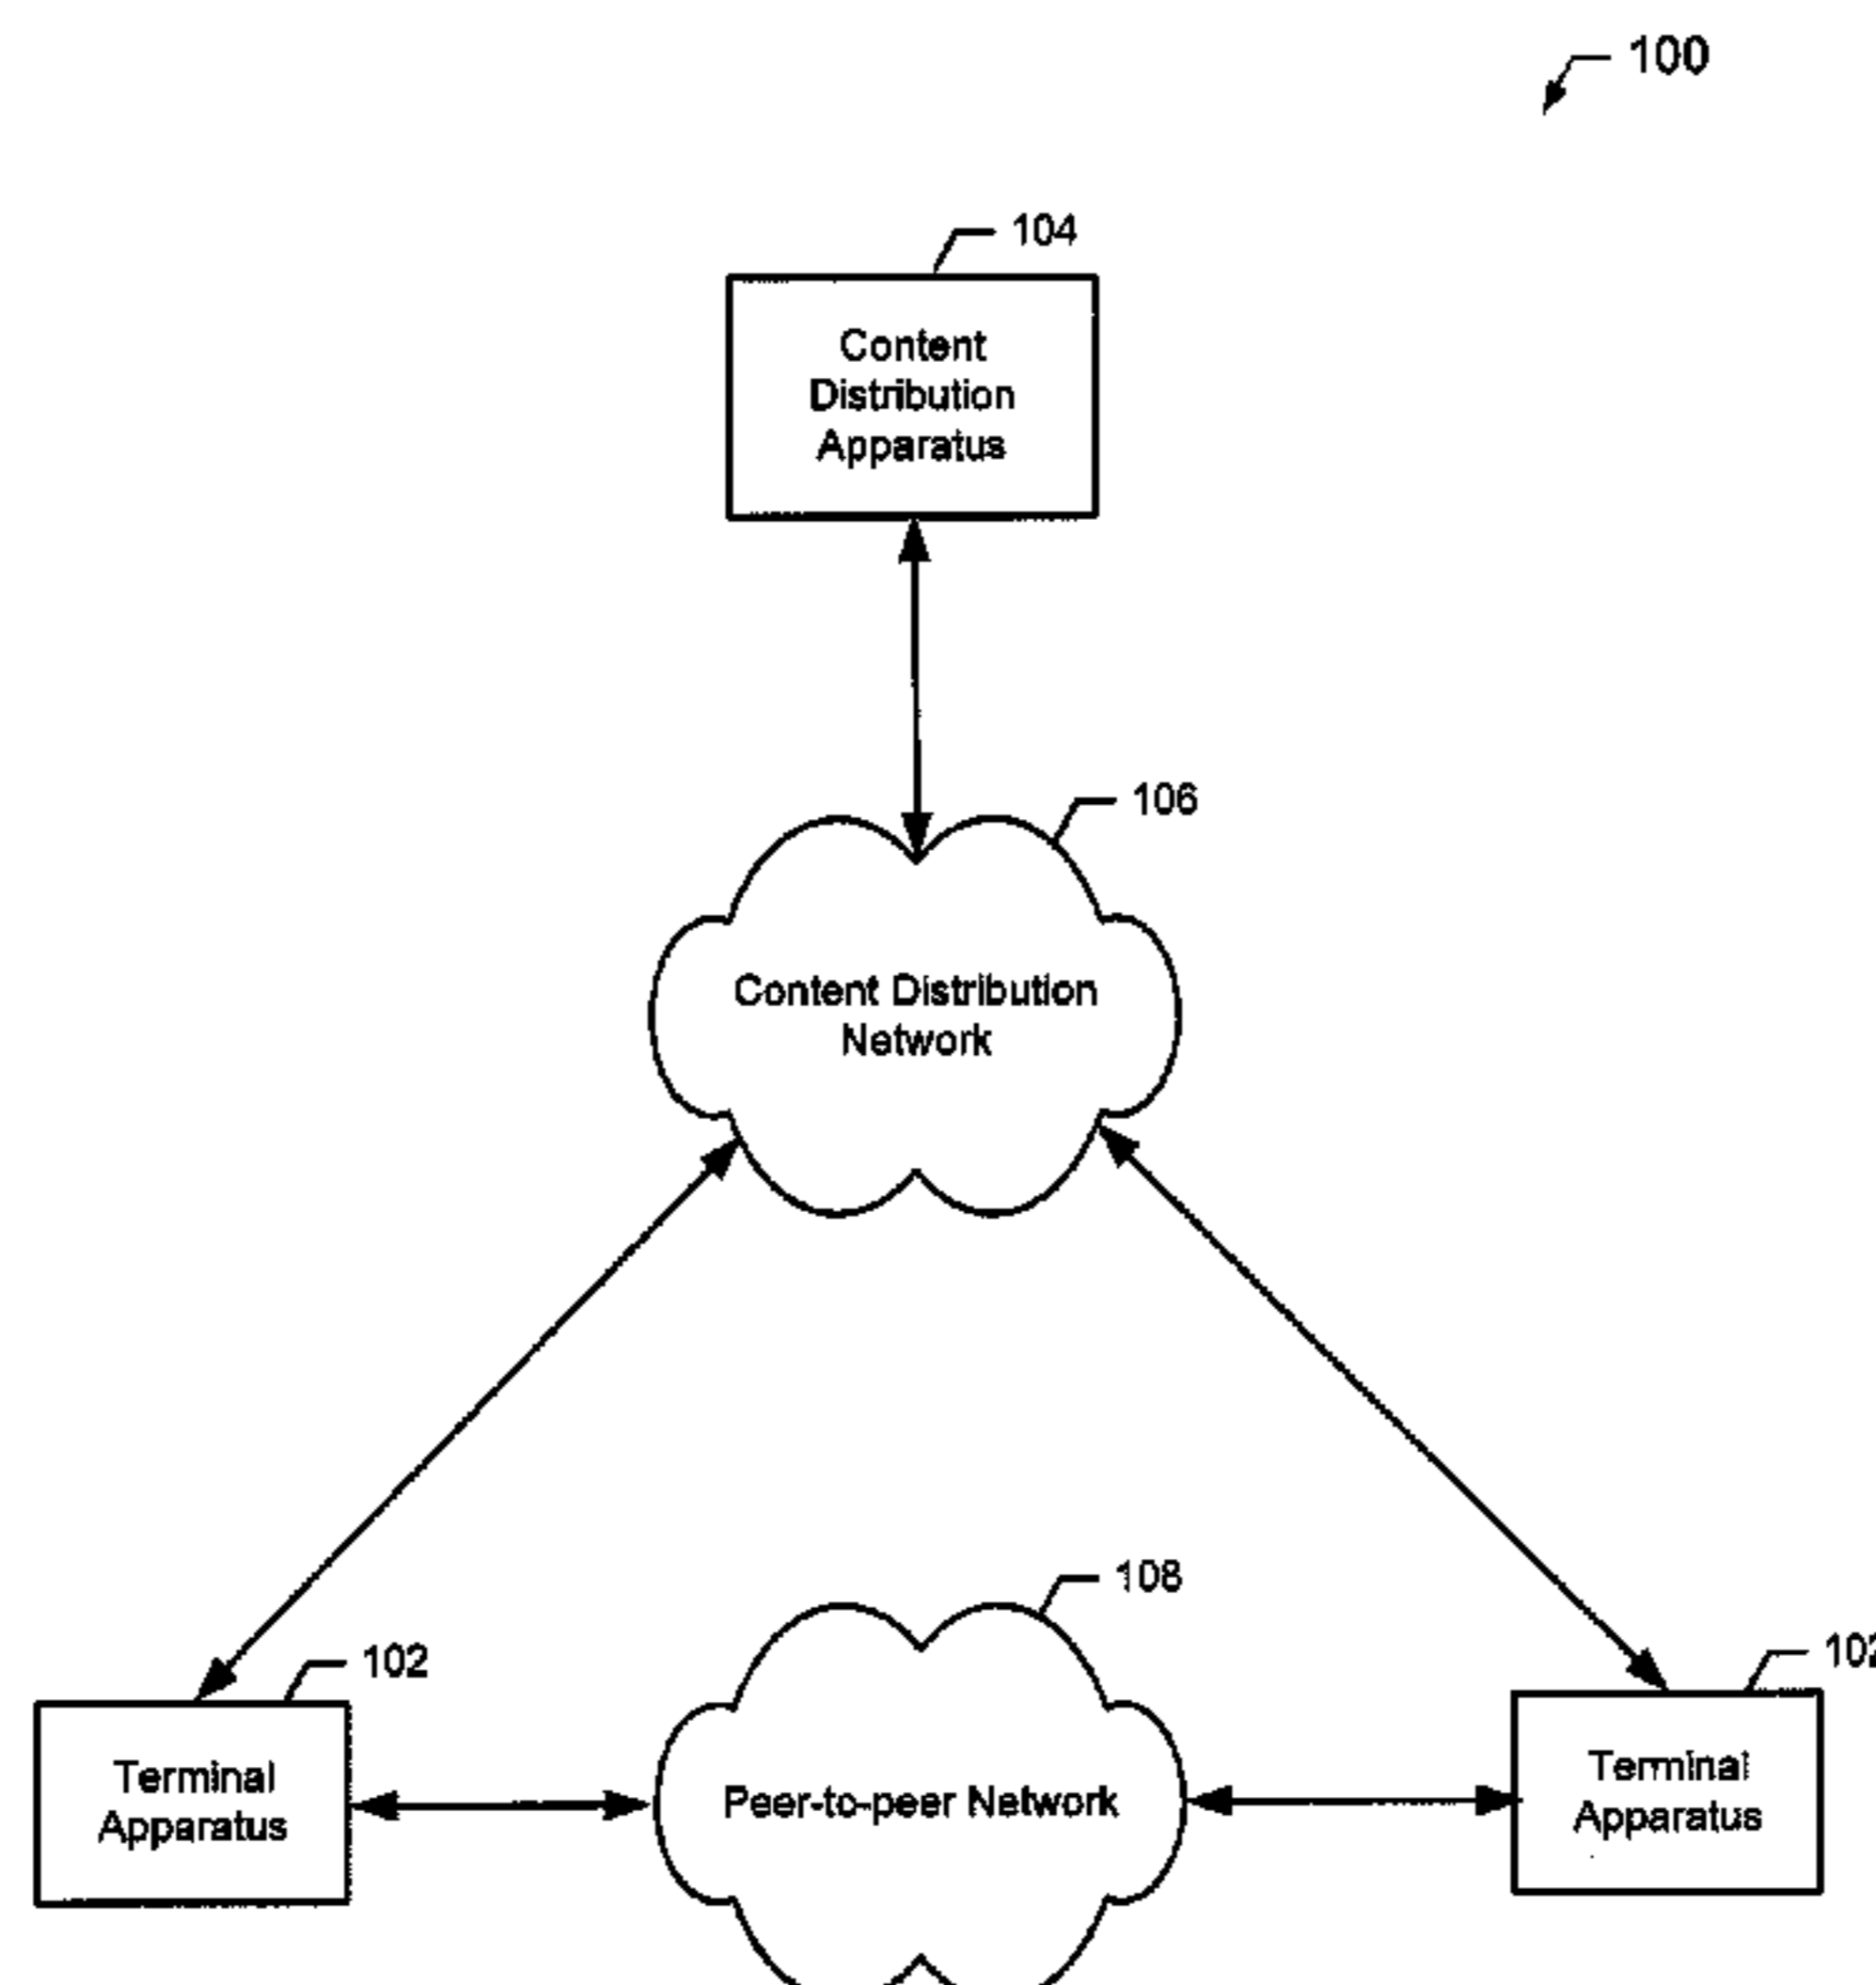 100
104
Content
Distribution
Apparatus
106
Content Distribution
Network
108
102
102
Terminal
Apparatus
Peer-to-peer Network
Terminal
Apparatus